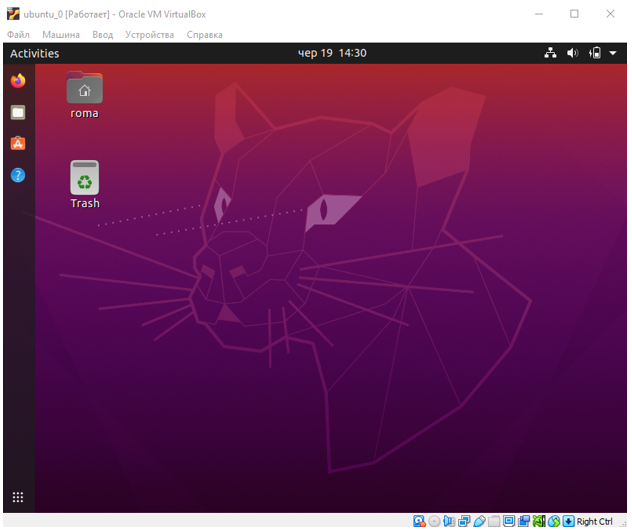 ubuntu_0 [Работает] - Oracle VM VirtualBox
Файл Машина Ввод Устройства Справка
Activities чер 19 14:30
roma
Trash
Right Ctrl